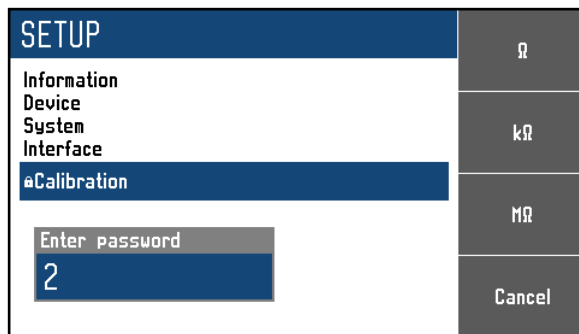 SETUP
Information
Device
System
Interface
Calibration
Enter password
2
Ω
kΩ
MΩ
Cancel